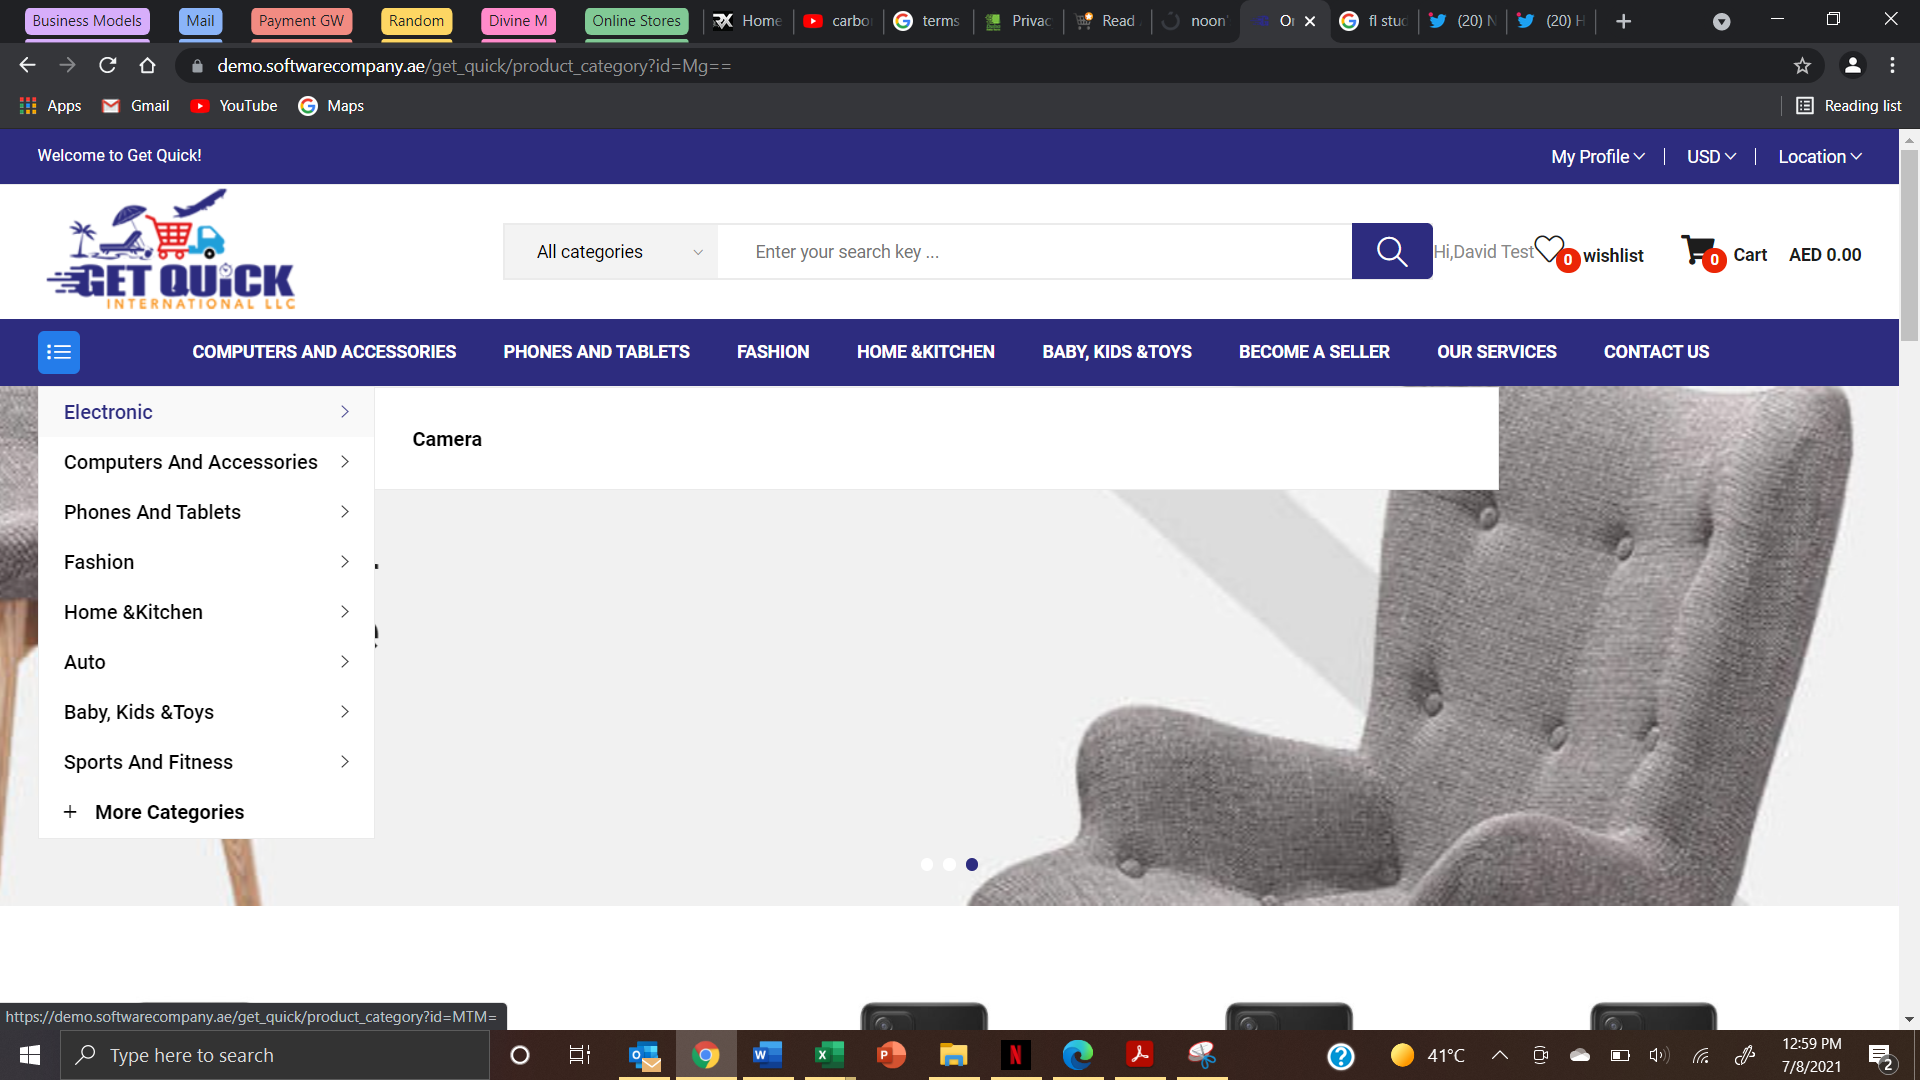 Business Models
Mail
Payment GW
Random
Divine M
Online Stores
Home
carbo
terms
Privac
Read
noon'
On
fl stud
(20) N
(20) H
demo.softwarecompany.ae/get_quick/product_category?id=Mg==
Apps
Gmail
YouTube
Maps
Reading list
Welcome to Get Quick!
My Profile
USD
Location
GET QUICK
INTERNATIONAL LLC
All categories
Enter your search key ...
Hi,David Test
0
wishlist
0
Cart
AED 0.00
COMPUTERS AND ACCESSORIES
PHONES AND TABLETS
FASHION
HOME &KITCHEN
BABY, KIDS &TOYS
BECOME A SELLER
OUR SERVICES
CONTACT US
Electronic
Camera
Computers And Accessories
Phones And Tablets
Fashion
Home &Kitchen
Auto
Baby, Kids &Toys
Sports And Fitness
+ More Categories
https://demo.softwarecompany.ae/get_quick/product_category?id=MTM=
Type here to search
41°C
12:59 PM
7/8/2021
2